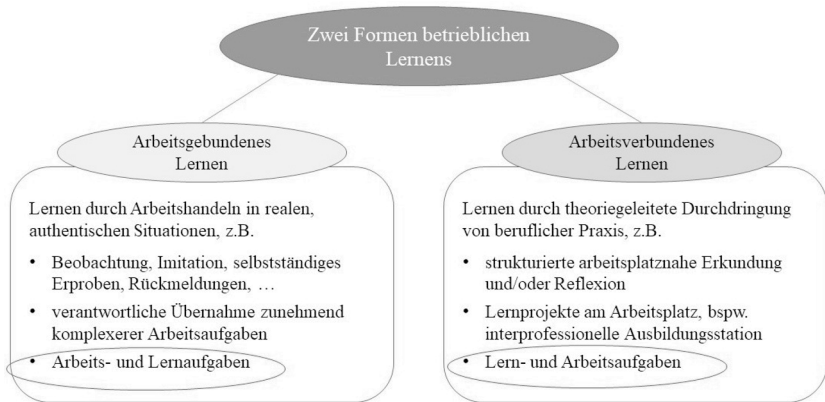 Zwei Formen betrieblichen
Lernens
Arbeitsgebundenes
Lernen
Lernen durch Arbeitshandeln in realen,
authentischen Situationen, z.B.
• Beobachtung, Imitation, selbstständiges
Erproben, Rückmeldungen, …
• verantwortliche Übernahme zunehmend
komplexerer Arbeitsaufgaben
• Arbeits- und Lernaufgaben
Arbeitsverbundenes
Lernen
Lernen durch theoriegeleitete Durchdringung
von beruflicher Praxis, z.B.
• strukturierte arbeitsplatznahe Erkundung
und/oder Reflexion
• Lernprojekte am Arbeitsplatz, bspw.
interprofessionelle Ausbildungsstation
• Lern- und Arbeitsaufgaben